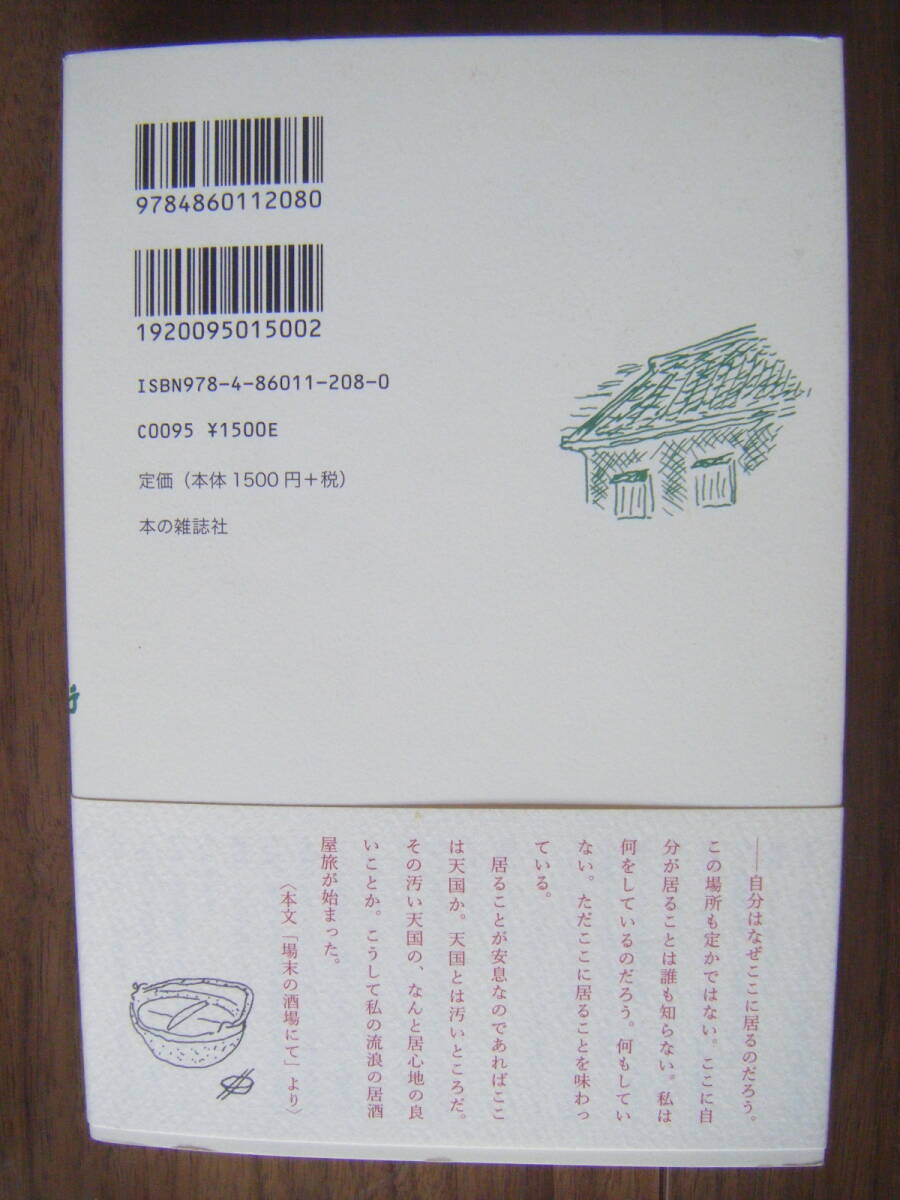 9784860112080
1920095015002
ISBN978-4-86011-208-0
C0095 ¥1500E
定価（本体1500円+税）
本の雑誌社
――自分はなぜここに居るのだろう。
この場所も定かではない。ここに自
分が居ることは誰も知らない。私は
何をしているのだろう。何もしてい
ない。ただここに居ることを味わっ
ている。
居ることが安息なのであればここ
は天国か。天国とは汚いところだ。
その汚い天国の、なんと居心地の良
いことか。こうして私の流浪の居酒
屋旅が始まった。
〈本文「場末の酒場にて」より〉